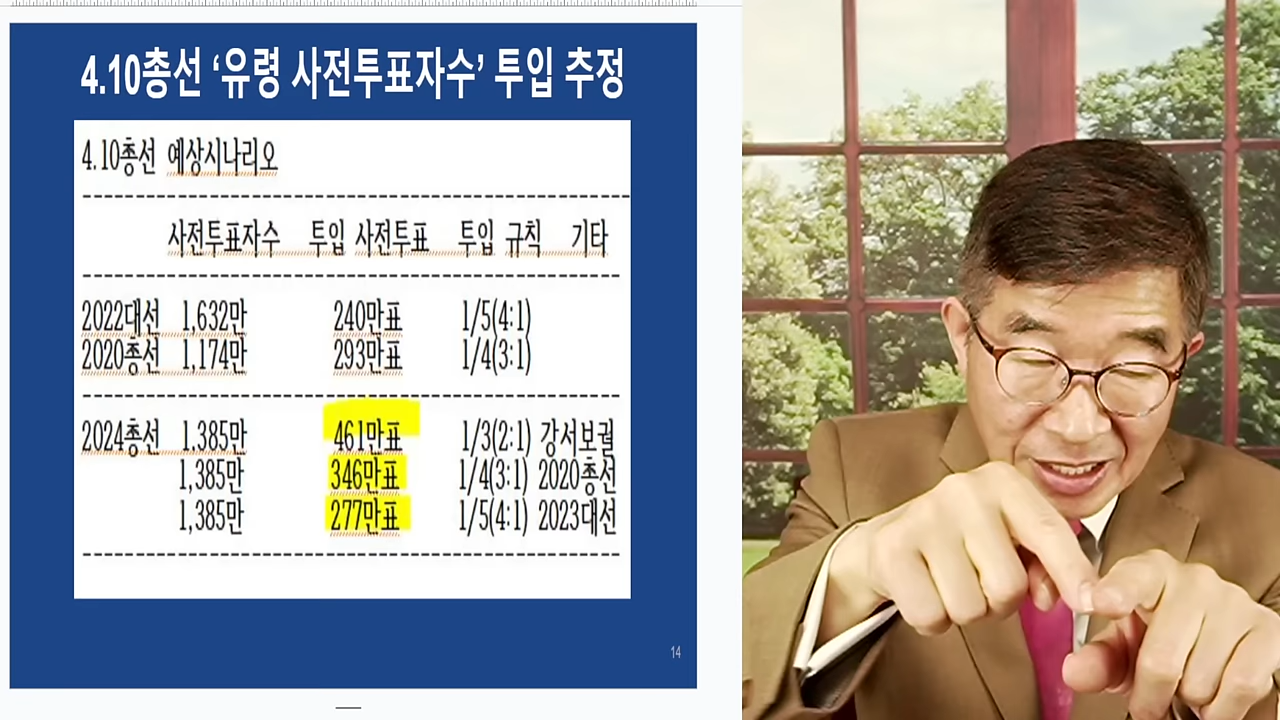 4.10총선 ‘유령 사전투표자수’ 투입 추정
4.10총선 예상시나리오
사전투표자수 투입 사전투표 투입 규칙 기타
2022대선 1,632만 240만표 1/5(4:1)
2020총선 1,174만 293만표 1/4(3:1)
2024총선 1,385만 461만표 1/3(2:1) 강서보궐
1,385만 346만표 1/4(3:1) 2020총선
1,385만 277만표 1/5(4:1) 2023대선
14